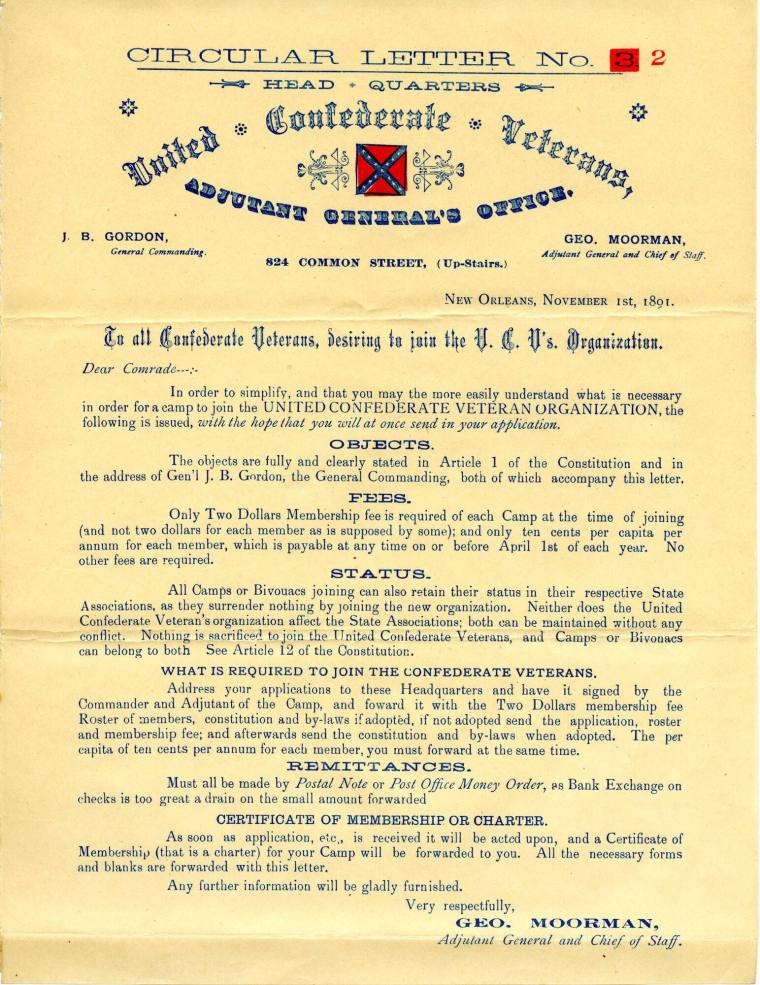 CIRCULAR LETTER No. 3. 2
HEAD QUARTERS
United Confederate Veterans,
ADJUTANT GENERAL'S OFFICE.
J. B. GORDON,
General Commanding.
GEO. MOORMAN,
Adjutant General and Chief of Staff.
824 COMMON STREET, (Up-Stairs.)
New Orleans, November 1st, 1891.
To all Confederate Veterans, desiring to join the U. C. V's. Organization.
Dear Comrade---:-
In order to simplify, and that you may the more easily understand what is necessary
in order for a camp to join the UNITED CONFEDERATE VETERAN ORGANIZATION, the
following is issued, with the hope that you will at once send in your application.
OBJECTS.
The objects are fully and clearly stated in Article 1 of the Constitution and in
the address of Gen'l J. B. Gordon, the General Commanding, both of which accompany this letter.
FEES.
Only Two Dollars Membership fee is required of each Camp at the time of joining
(and not two dollars for each member as is supposed by some); and only ten cents per capita per
annum for each member, which is payable at any time on or before April 1st of each year. No
other fees are required.
STATUS.
All Camps or Bivouacs joining can also retain their status in their respective State
Associations, as they surrender nothing by joining the new organization. Neither does the United
Confederate Veteran's organization affect the State Associations; both can be maintained without any
conflict. Nothing is sacrificed to join the United Confederate Veterans, and Camps or Bivouacs
can belong to both See Article 12 of the Constitution.
WHAT IS REQUIRED TO JOIN THE CONFEDERATE VETERANS.
Address your applications to these Headquarters and have it signed by the
Commander and Adjutant of the Camp, and foward it with the Two Dollars membership fee
Roster of members, constitution and by-laws if adopted, if not adopted send the application, roster
and membership fee; and afterwards send the constitution and by-laws when adopted. The per
capita of ten cents per annum for each member, you must forward at the same time.
REMITTANCES.
Must all be made by Postal Note or Post Office Money Order, as Bank Exchange on
checks is too great a drain on the small amount forwarded
CERTIFICATE OF MEMBERSHIP OR CHARTER.
As soon as application, etc., is received it will be acted upon, and a Certificate of
Membership (that is a charter) for your Camp will be forwarded to you. All the necessary forms
and blanks are forwarded with this letter.
Any further information will be gladly furnished.
Very respectfully,
GEO. MOORMAN,
Adjutant General and Chief of Staff.